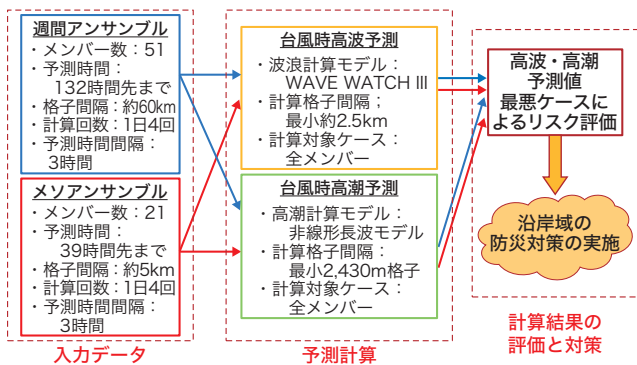 週間アンサンブル
・メンバー数：51
・予測時間：
132時間先まで
・格子間隔：約60km
・計算回数：1日4回
・予測時間間隔：
3時間
メソアンサンブル
・メンバー数：21
・予測時間：
39時間先まで
・格子間隔：約5km
・計算回数：1日4回
・予測時間間隔：
3時間
入力データ
台風時高波予測
・波浪計算モデル：
WAVE WATCH III
・計算格子間隔；
最小約2.5km
・計算対象ケース：
全メンバー
台風時高潮予測
・高潮計算モデル：
非線形長波モデル
・計算格子間隔：
最小2,430m格子
・計算対象ケース：
全メンバー
予測計算
高波・高潮
予測値
最悪ケースに
よるリスク評価
沿岸域の
防災対策の実施
計算結果の
評価と対策